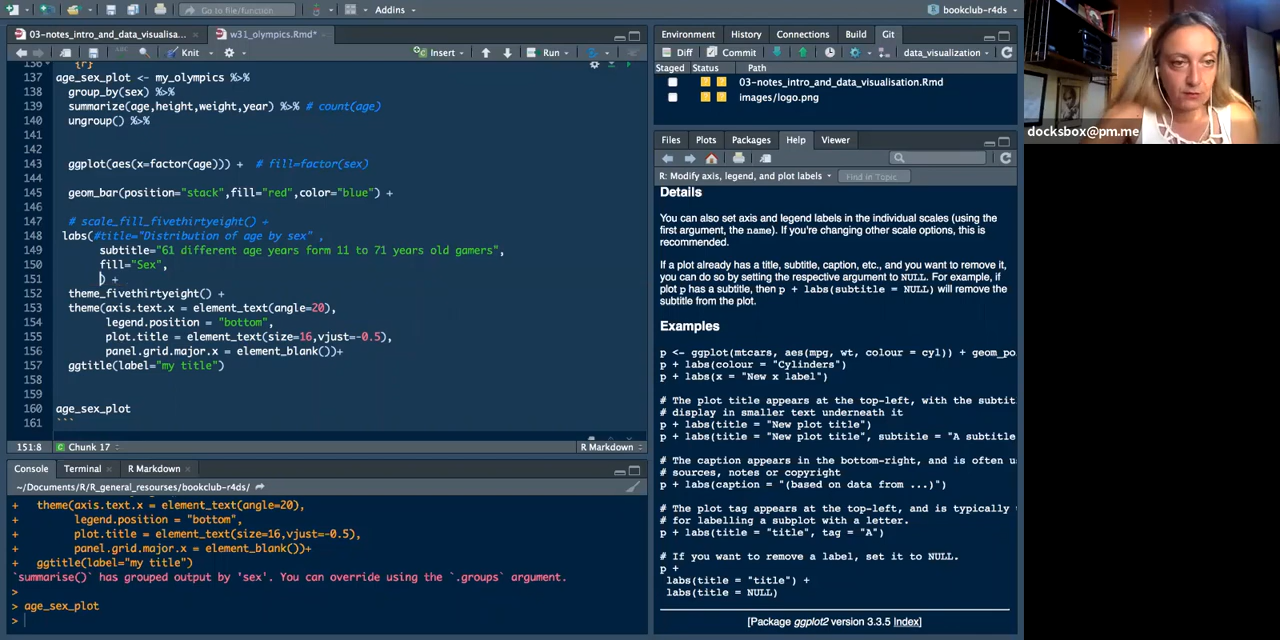 Go to file/function
Addins
bookclub-r4ds
03-notes_intro_and_data_visualisa...
w31_olympics.Rmd*
Knit
Insert
Run
136 {r}
137 age_sex_plot <- my_olympics %>%
138 group_by(sex) %>%
139 summarize(age,height,weight,year) %>% # count(age)
140 ungroup() %>%
141
142
143 ggplot(aes(x=factor(age))) + # fill=factor(sex)
144
145 geom_bar(position="stack",fill="red",color="blue") +
146
147 # scale_fill_fivethirtyeight() +
148 labs(#title="Distribution of age by sex" ,
149 subtitle="61 different age years form 11 to 71 years old gamers",
150 fill="Sex",
151 ) +
152 theme_fivethirtyeight() +
153 theme(axis.text.x = element_text(angle=20),
154 legend.position = "bottom",
155 plot.title = element_text(size=16,vjust=-0.5),
156 panel.grid.major.x = element_blank())+
157 ggtitle(label="my title")
158
159
160 age_sex_plot
161 ```
151:8 Chunk 17 R Markdown
Console Terminal R Markdown
~/Documents/R/R_general_resourses/bookclub-r4ds/
+ theme(axis.text.x = element_text(angle=20),
+ legend.position = "bottom",
+ plot.title = element_text(size=16,vjust=-0.5),
+ panel.grid.major.x = element_blank())+
+ ggtitle(label="my title")
`summarise()` has grouped output by 'sex'. You can override using the `.groups` argument.
>
> age_sex_plot
>
Environment History Connections Build Git
Diff Commit data_visualization
Staged Status Path
03-notes_intro_and_data_visualisation.Rmd
images/logo.png
Files Plots Packages Help Viewer
R: Modify axis, legend, and plot labels Find in Topic
Details
You can also set axis and legend labels in the individual scales (using the
first argument, the name). If you're changing other scale options, this is
recommended.
If a plot already has a title, subtitle, caption, etc., and you want to remove it,
you can do so by setting the respective argument to NULL. For example, if
plot p has a subtitle, then p + labs(subtitle = NULL) will remove the
subtitle from the plot.
Examples
p <- ggplot(mtcars, aes(mpg, wt, colour = cyl)) + geom_po
p + labs(colour = "Cylinders")
p + labs(x = "New x label")
# The plot title appears at the top-left, with the subtit
# display in smaller text underneath it
p + labs(title = "New plot title")
p + labs(title = "New plot title", subtitle = "A subtitle
# The caption appears in the bottom-right, and is often u
# sources, notes or copyright
p + labs(caption = "(based on data from ...)")
# The plot tag appears at the top-left, and is typically
# for labelling a subplot with a letter.
p + labs(title = "title", tag = "A")
# If you want to remove a label, set it to NULL.
p +
labs(title = "title") +
labs(title = NULL)
[Package ggplot2 version 3.3.5 Index]
docksbox@pm.me